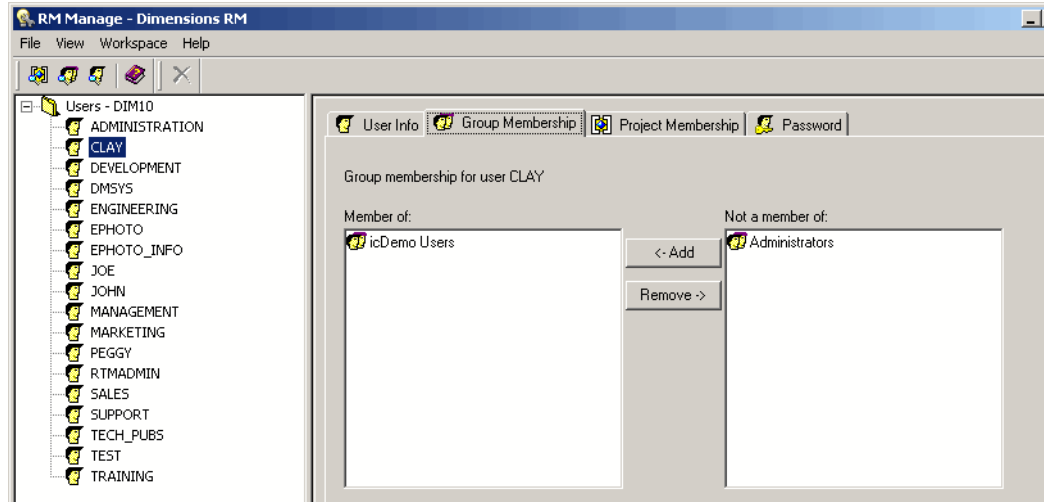 RM Manage - Dimensions RM
File View Workspace Help
Users - DIM10
ADMINISTRATION
CLAY
DEVELOPMENT
DMSYS
ENGINEERING
EPHOTO
EPHOTO_INFO
JOE
JOHN
MANAGEMENT
MARKETING
PEGGY
RTMADMIN
SALES
SUPPORT
TECH_PUBS
TEST
TRAINING
User Info Group Membership Project Membership Password
Group membership for user CLAY
Member of: Not a member of:
icDemo Users <- Add Administrators
Remove ->